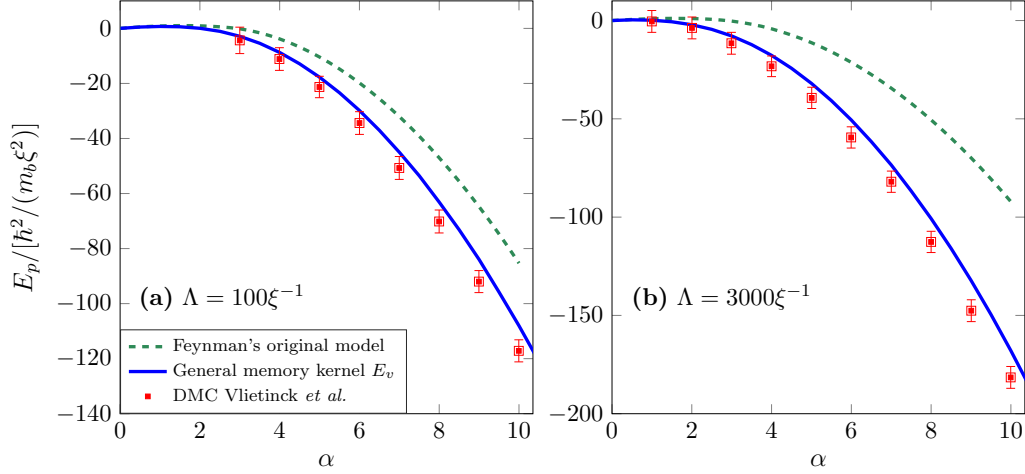 E_p/[ℏ²/(m_bξ²)]
0
−20
−40
−60
−80
−100
−120
−140
0 2 4 6 8 10
α
(a) Λ = 100ξ⁻¹
Feynman's original model
General memory kernel E_v
DMC Vlietinck et al.
0
−50
−100
−150
−200
0 2 4 6 8 10
α
(b) Λ = 3000ξ⁻¹